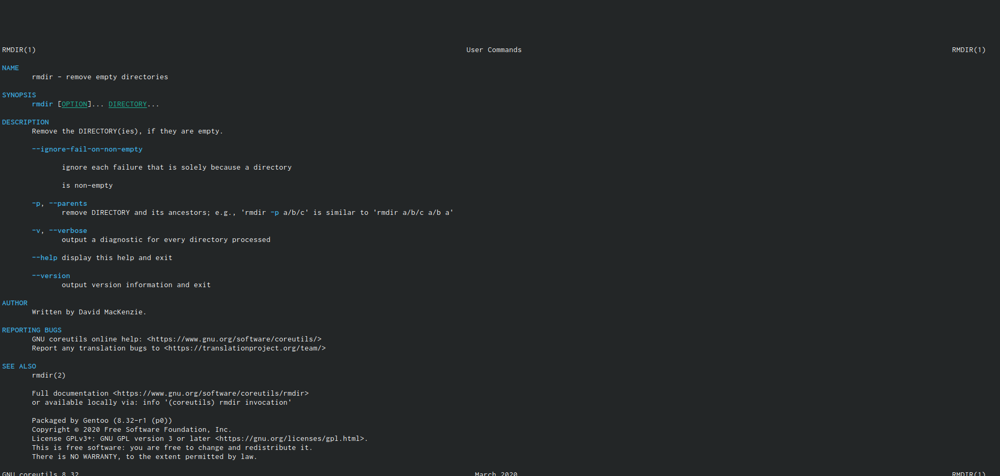 RMDIR(1) User Commands RMDIR(1)
NAME
rmdir - remove empty directories
SYNOPSIS
rmdir [OPTION]... DIRECTORY...
DESCRIPTION
Remove the DIRECTORY(ies), if they are empty.
--ignore-fail-on-non-empty
ignore each failure that is solely because a directory
is non-empty
-p, --parents
remove DIRECTORY and its ancestors; e.g., 'rmdir -p a/b/c' is similar to 'rmdir a/b/c a/b a'
-v, --verbose
output a diagnostic for every directory processed
--help display this help and exit
--version
output version information and exit
AUTHOR
Written by David MacKenzie.
REPORTING BUGS
GNU coreutils online help: <https://www.gnu.org/software/coreutils/>
Report any translation bugs to <https://translationproject.org/team/>
SEE ALSO
rmdir(2)
Full documentation <https://www.gnu.org/software/coreutils/rmdir>
or available locally via: info '(coreutils) rmdir invocation'
Packaged by Gentoo (8.32-r1 (p0))
Copyright © 2020 Free Software Foundation, Inc.
License GPLv3+: GNU GPL version 3 or later <https://gnu.org/licenses/gpl.html>.
This is free software: you are free to change and redistribute it.
There is NO WARRANTY, to the extent permitted by law.
GNU coreutils 8.32 March 2020 RMDIR(1)